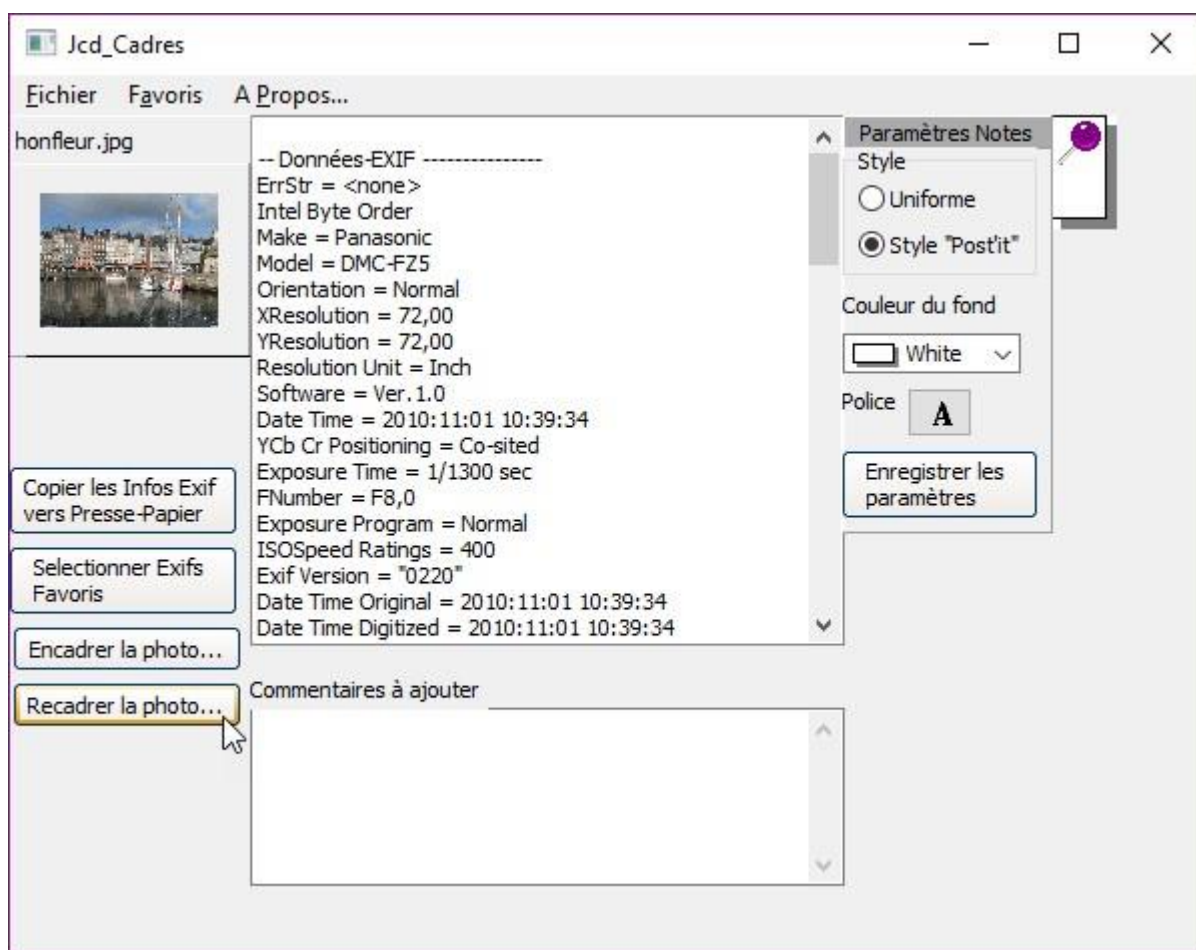 Jcd_Cadres
Fichier Favoris A Propos...
honfleur.jpg
-- Données-EXIF ---------------
ErrStr = <none>
Intel Byte Order
Make = Panasonic
Model = DMC-FZ5
Orientation = Normal
XResolution = 72,00
YResolution = 72,00
Resolution Unit = Inch
Software = Ver.1.0
Date Time = 2010:11:01 10:39:34
YCb Cr Positioning = Co-sited
Exposure Time = 1/1300 sec
FNumber = F8,0
Exposure Program = Normal
ISOSpeed Ratings = 400
Exif Version = "0220"
Date Time Original = 2010:11:01 10:39:34
Date Time Digitized = 2010:11:01 10:39:34
Paramètres Notes
Style
Uniforme
Style "Post'it"
Couleur du fond
White
Police
A
Enregistrer les
paramètres
Copier les Infos Exif
vers Presse-Papier
Selectionner Exifs
Favoris
Encadrer la photo...
Recadrer la photo...
Commentaires à ajouter